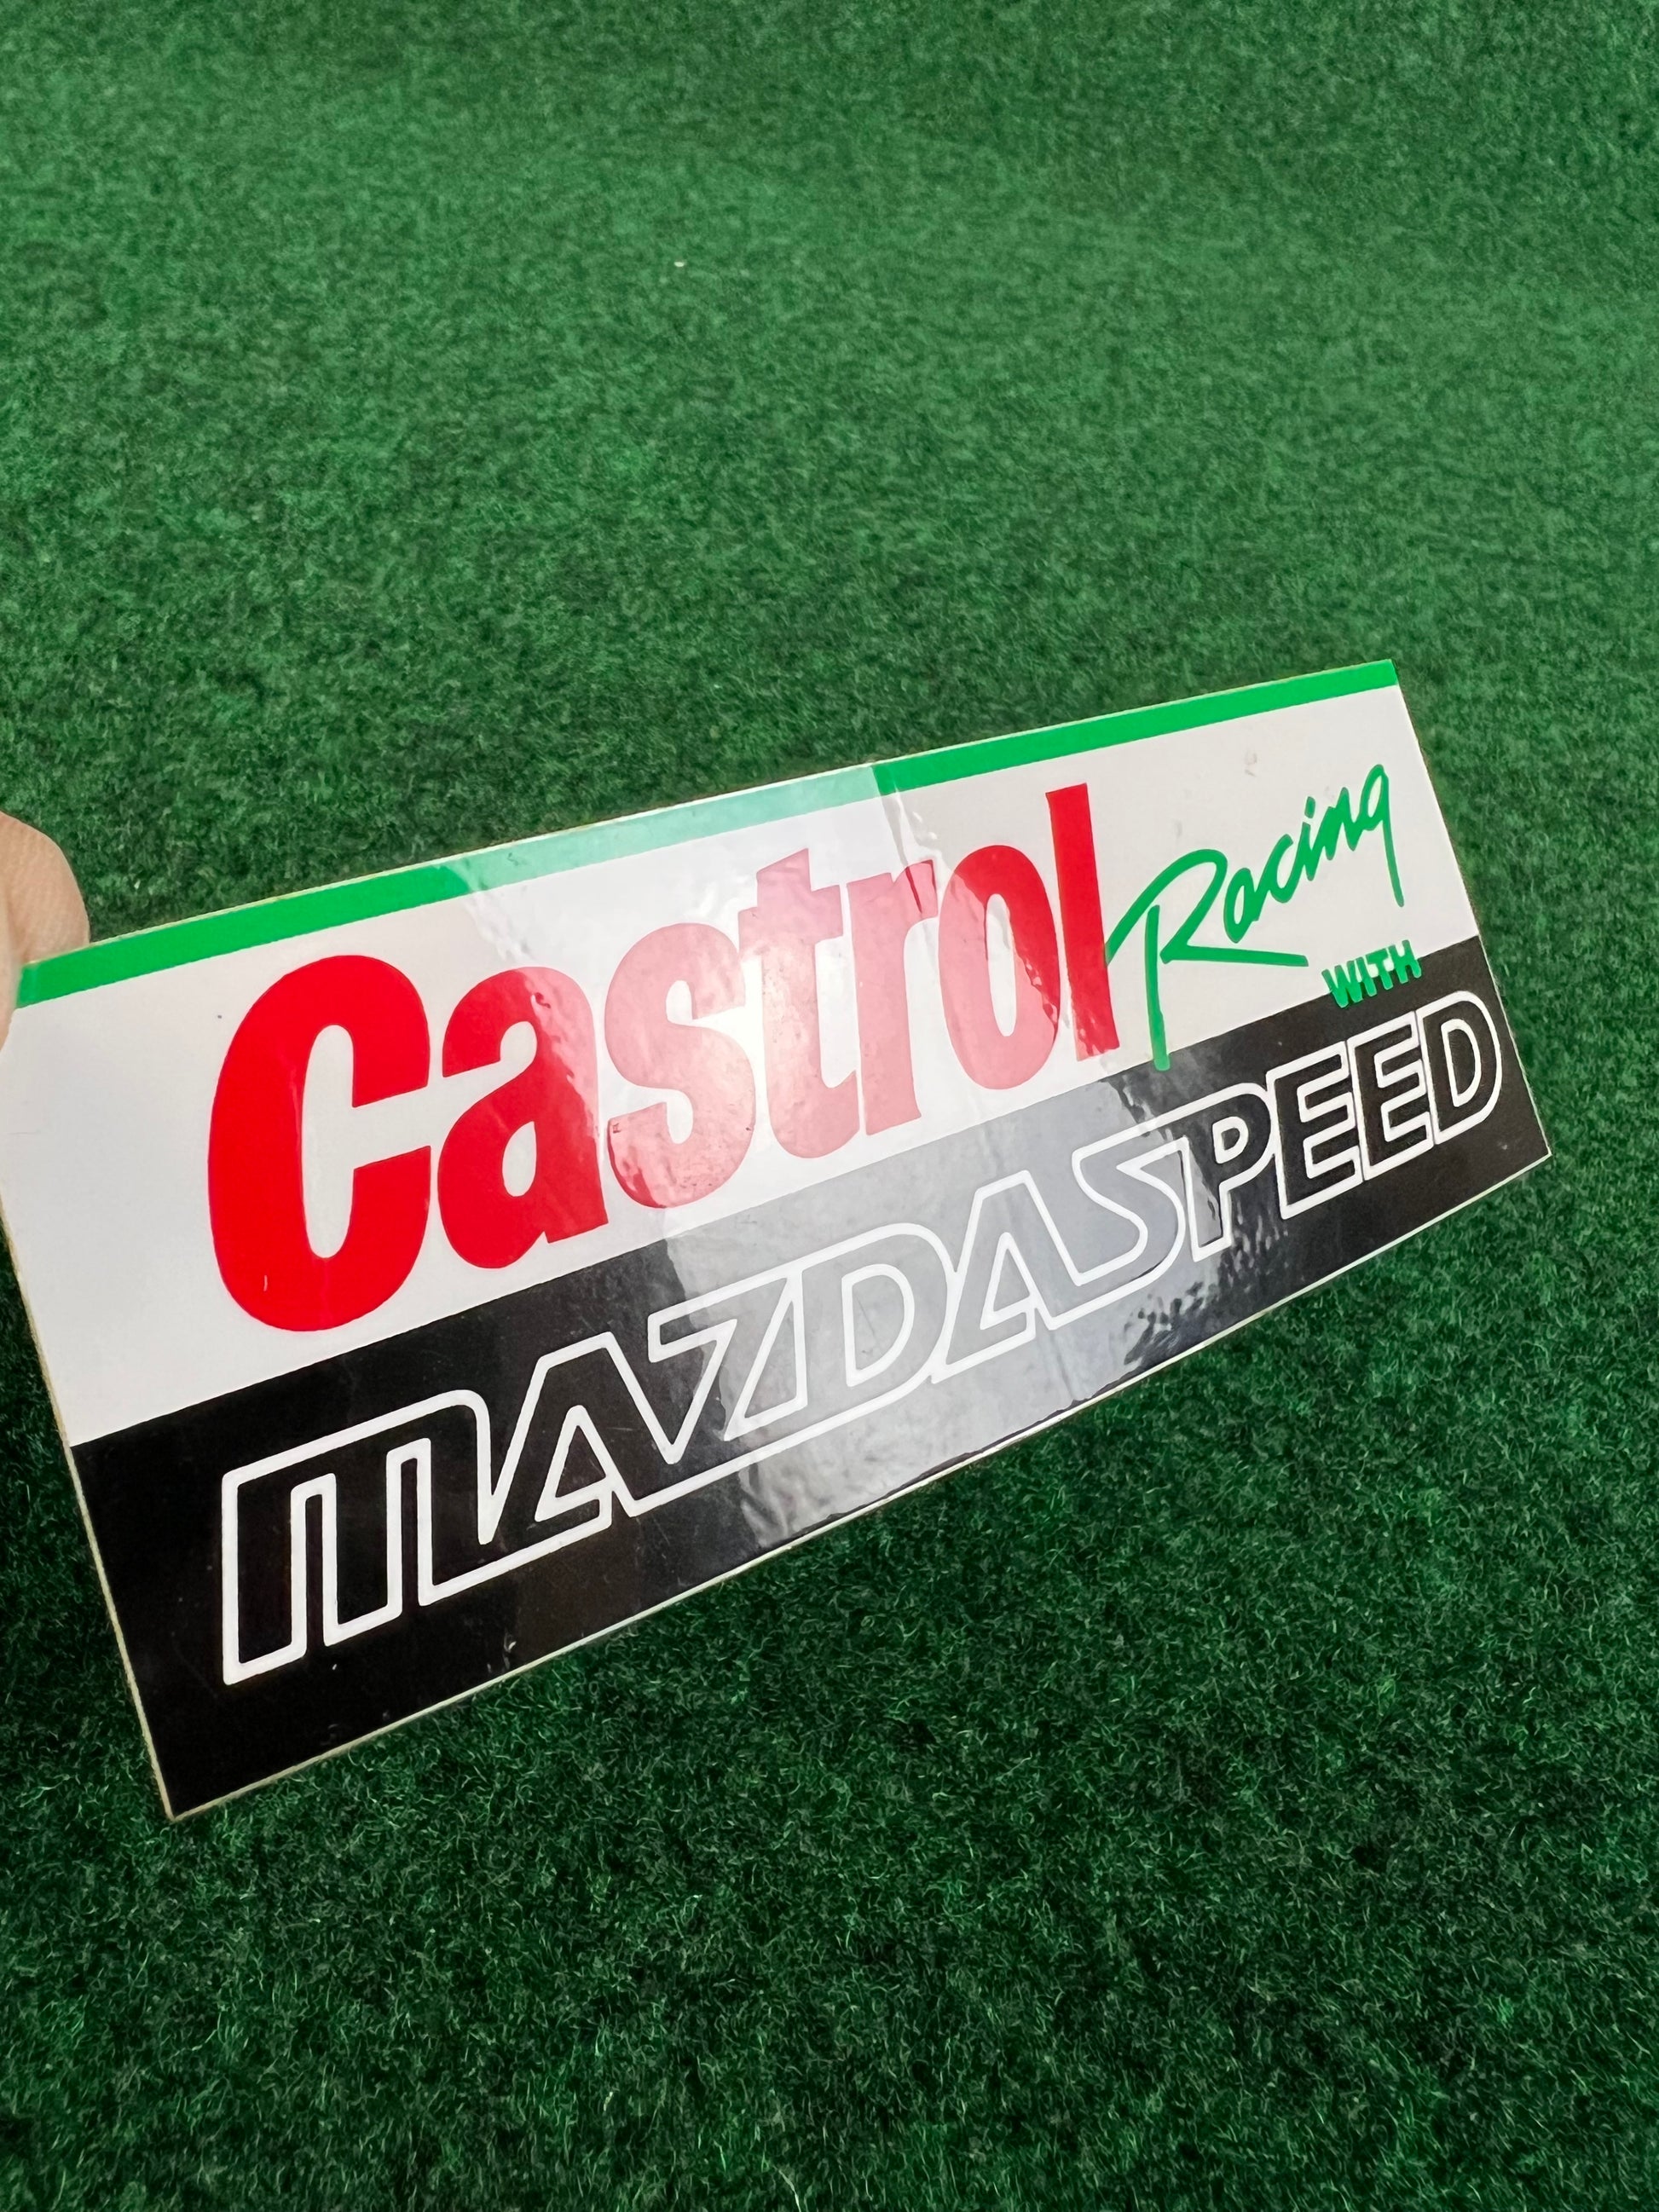 Castrol Racing
WITH
MAZDASPEED